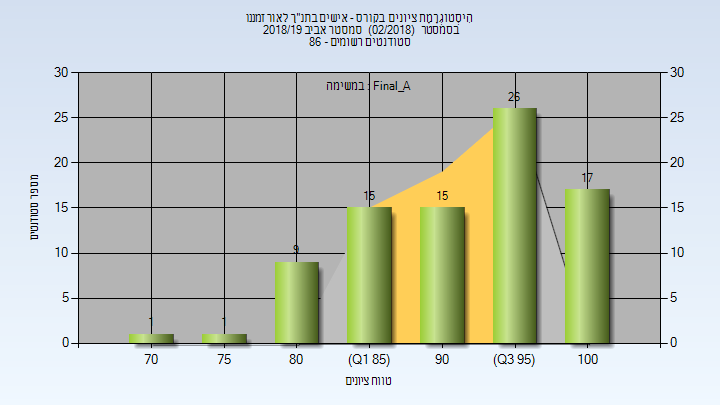 היסטוגרמת ציונים בקורס - אישים בתנ"ך לאור זמננו
בסמסטר (02/2018) סמסטר אביב 2018/19
סטודנטים רשומים - 86
במשימה : Final_A
מספר סטודנטים
30 30
25 25
20 20
15 15
10 10
5 5
0 0
1 1 9 15 15 26 17
70 75 80 (Q1 85) 90 (Q3 95) 100
טווח ציונים